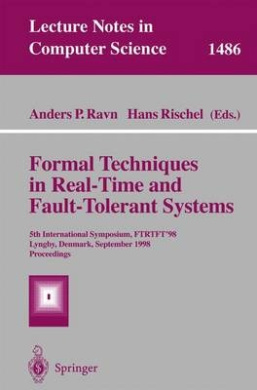 Lecture Notes in
Computer Science 1486
Anders P. Ravn Hans Rischel (Eds.)
Formal Techniques
in Real-Time and
Fault-Tolerant Systems
5th International Symposium, FTRTFT'98
Lyngby, Denmark, September 1998
Proceedings
Springer